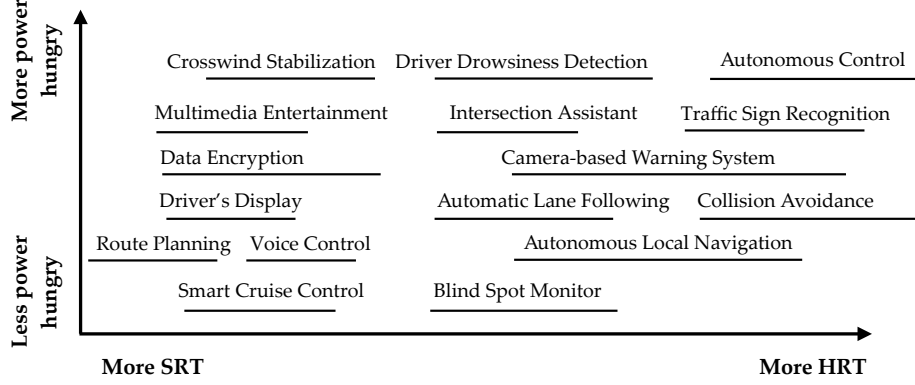 More power
hungry
Crosswind Stabilization Driver Drowsiness Detection Autonomous Control
Multimedia Entertainment Intersection Assistant Traffic Sign Recognition
Data Encryption Camera-based Warning System
Driver's Display Automatic Lane Following Collision Avoidance
Less power
hungry
Route Planning Voice Control Autonomous Local Navigation
Smart Cruise Control Blind Spot Monitor
More SRT More HRT